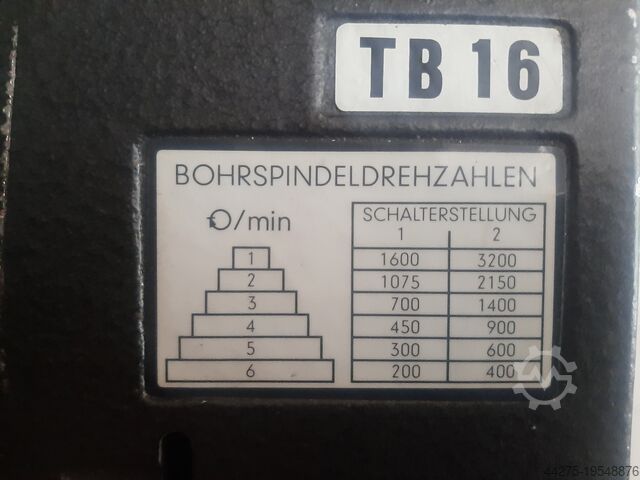 TB 16
BOHRSPINDELDREHZAHLEN
/min
SCHALTERSTELLUNG
1 2
1 1600 3200
2 1075 2150
3 700 1400
4 450 900
5 300 600
6 200 400
44275-19548876